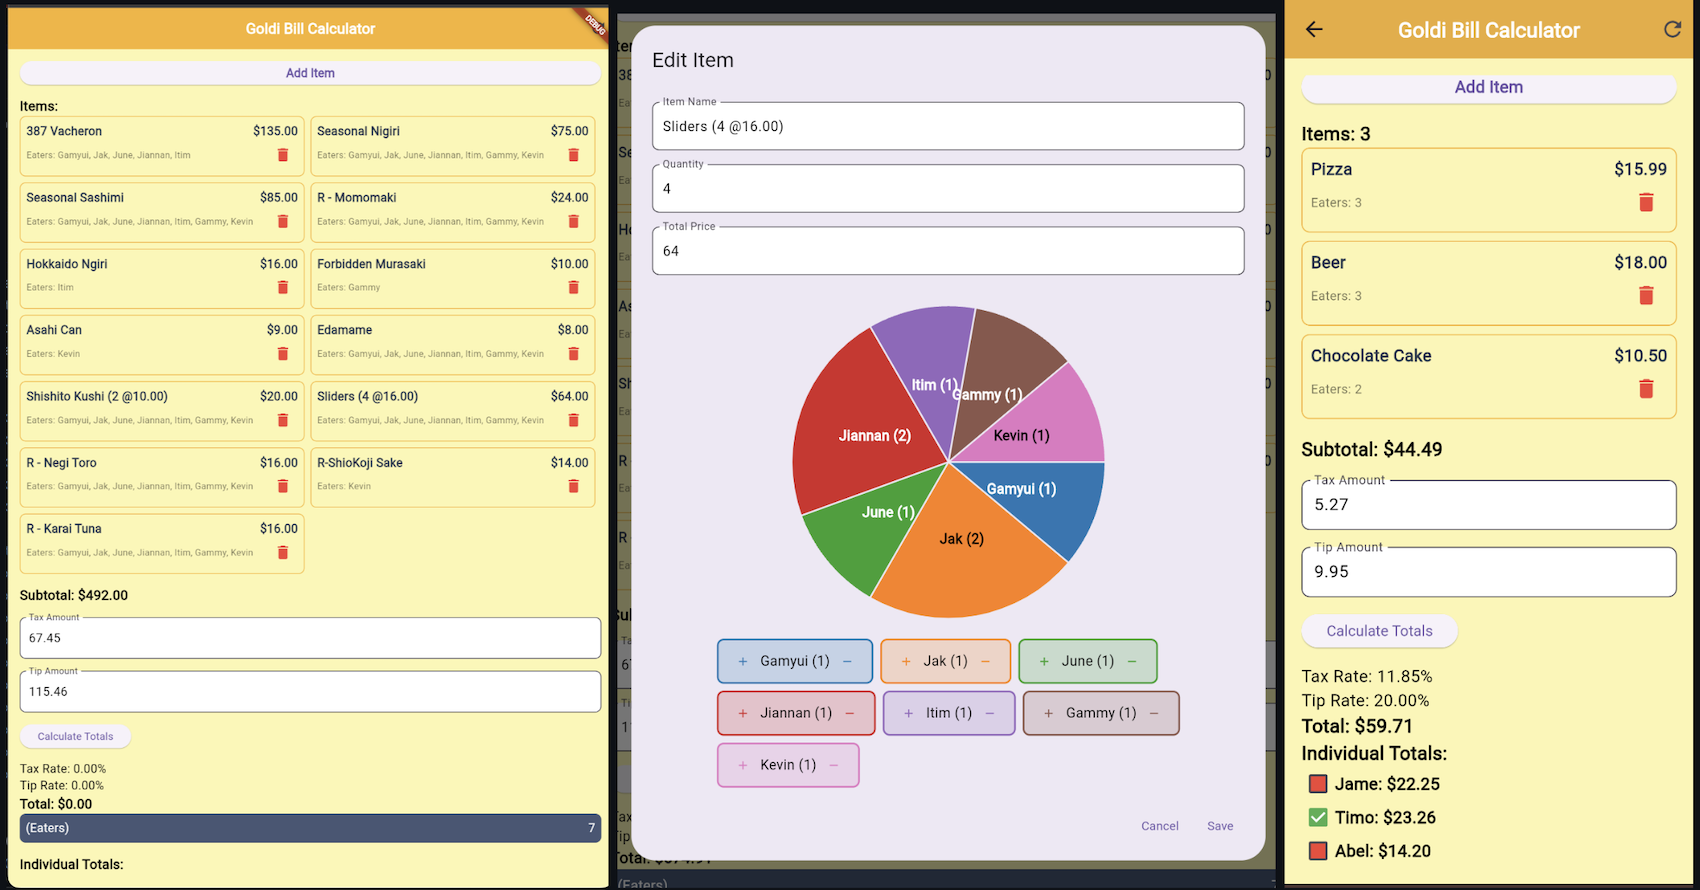 Goldi Bill Calculator
DEBUG
Add Item
Items:
387 Vacheron $135.00
Eaters: Gamyui, Jak, June, Jiannan, Itim
Seasonal Nigiri $75.00
Eaters: Gamyui, Jak, June, Jiannan, Itim, Gammy, Kevin
Seasonal Sashimi $85.00
Eaters: Gamyui, Jak, June, Jiannan, Itim, Gammy, Kevin
R - Momomaki $24.00
Eaters: Gamyui, Jak, June, Jiannan, Itim, Gammy, Kevin
Hokkaido Ngiri $16.00
Eaters: Itim
Forbidden Murasaki $10.00
Eaters: Gammy
Asahi Can $9.00
Eaters: Kevin
Edamame $8.00
Eaters: Gamyui, Jak, June, Jiannan, Itim, Gammy, Kevin
Shishito Kushi (2 @10.00) $20.00
Eaters: Gamyui, Jak, June, Jiannan, Itim, Gammy, Kevin
Sliders (4 @16.00) $64.00
Eaters: Gamyui, Jak, June, Jiannan, Itim, Gammy, Kevin
R - Negi Toro $16.00
Eaters: Gamyui, Jak, June, Jiannan, Itim, Gammy, Kevin
R-ShioKoji Sake $14.00
Eaters: Kevin
R - Karai Tuna $16.00
Eaters: Gamyui, Jak, June, Jiannan, Itim, Gammy, Kevin
Subtotal: $492.00
Tax Amount
67.45
Tip Amount
115.46
Calculate Totals
Tax Rate: 0.00%
Tip Rate: 0.00%
Total: $0.00
(Eaters) 7
Individual Totals:
Edit Item
Item Name
Sliders (4 @16.00)
Quantity
4
Total Price
64
Itim (1)
Gammy (1)
Jiannan (2)
Kevin (1)
Gamyui (1)
June (1)
Jak (2)
+ Gamyui (1) −
+ Jak (1) −
+ June (1) −
+ Jiannan (1) −
+ Itim (1) −
+ Gammy (1) −
+ Kevin (1) −
Cancel
Save
(Eaters)
Goldi Bill Calculator
Add Item
Items: 3
Pizza $15.99
Eaters: 3
Beer $18.00
Eaters: 3
Chocolate Cake $10.50
Eaters: 2
Subtotal: $44.49
Tax Amount
5.27
Tip Amount
9.95
Calculate Totals
Tax Rate: 11.85%
Tip Rate: 20.00%
Total: $59.71
Individual Totals:
Jame: $22.25
Timo: $23.26
Abel: $14.20